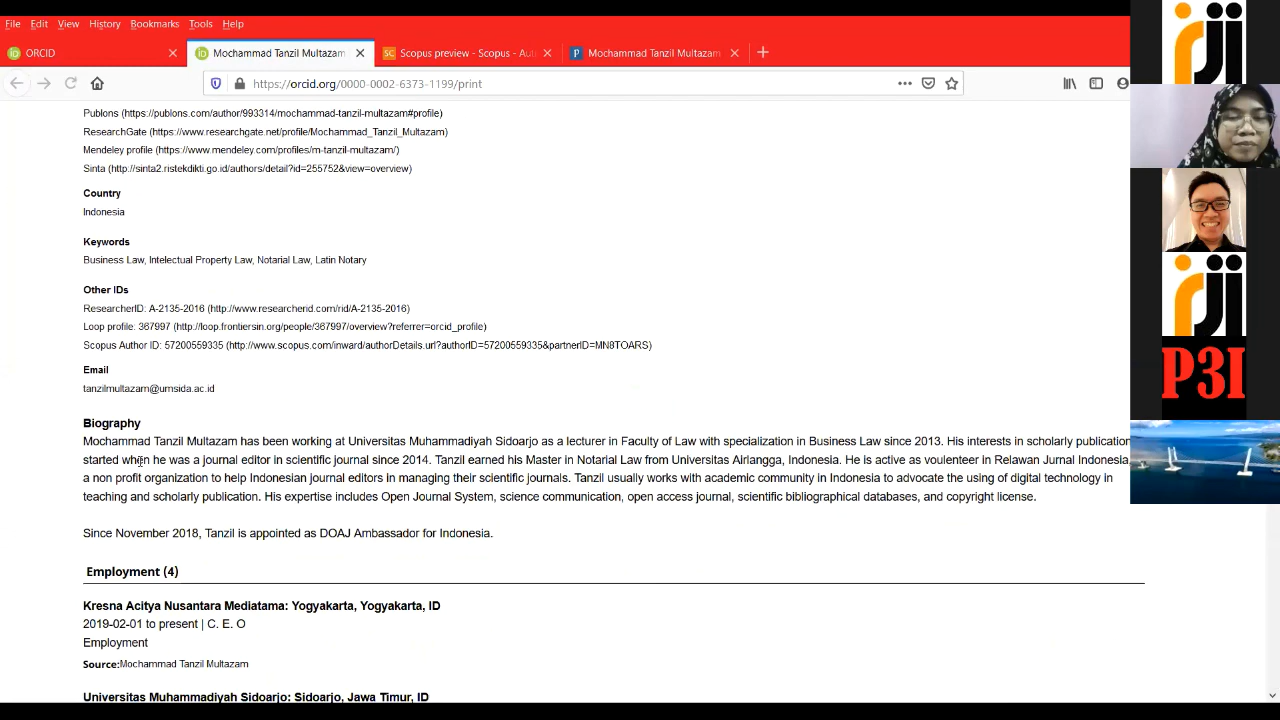 File Edit View History Bookmarks Tools Help
ORCID
Mochammad Tanzil Multazam
Scopus preview - Scopus - Aut
Mochammad Tanzil Multazam
https://orcid.org/0000-0002-6373-1199/print
Publons (https://publons.com/author/993314/mochammad-tanzil-multazam#profile)
ResearchGate (https://www.researchgate.net/profile/Mochammad_Tanzil_Multazam)
Mendeley profile (https://www.mendeley.com/profiles/m-tanzil-multazam/)
Sinta (http://sinta2.ristekdikti.go.id/authors/detail?id=255752&view=overview)
Country
Indonesia
Keywords
Business Law, Intelectual Property Law, Notarial Law, Latin Notary
Other IDs
ResearcherID: A-2135-2016 (http://www.researcherid.com/rid/A-2135-2016)
Loop profile: 367997 (http://loop.frontiersin.org/people/367997/overview?referrer=orcid_profile)
Scopus Author ID: 57200559335 (http://www.scopus.com/inward/authorDetails.url?authorID=57200559335&partnerID=MN8TOARS)
Email
tanzilmultazam@umsida.ac.id
Biography
Mochammad Tanzil Multazam has been working at Universitas Muhammadiyah Sidoarjo as a lecturer in Faculty of Law with specialization in Business Law since 2013. His interests in scholarly publication
started when he was a journal editor in scientific journal since 2014. Tanzil earned his Master in Notarial Law from Universitas Airlangga, Indonesia. He is active as voulenteer in Relawan Jurnal Indonesia,
a non profit organization to help Indonesian journal editors in managing their scientific journals. Tanzil usually works with academic community in Indonesia to advocate the using of digital technology in
teaching and scholarly publication. His expertise includes Open Journal System, science communication, open access journal, scientific bibliographical databases, and copyright license.
Since November 2018, Tanzil is appointed as DOAJ Ambassador for Indonesia.
Employment (4)
Kresna Acitya Nusantara Mediatama: Yogyakarta, Yogyakarta, ID
2019-02-01 to present | C. E. O
Employment
Source:Mochammad Tanzil Multazam
Universitas Muhammadiyah Sidoarjo: Sidoarjo, Jawa Timur, ID
rji
rji
P3I